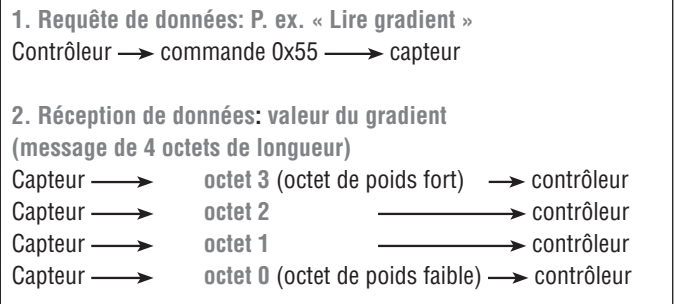 1. Requête de données: P. ex. « Lire gradient »
Contrôleur → commande 0x55 → capteur
2. Réception de données: valeur du gradient
(message de 4 octets de longueur)
Capteur → octet 3 (octet de poids fort) → contrôleur
Capteur → octet 2 → contrôleur
Capteur → octet 1 → contrôleur
Capteur → octet 0 (octet de poids faible) → contrôleur